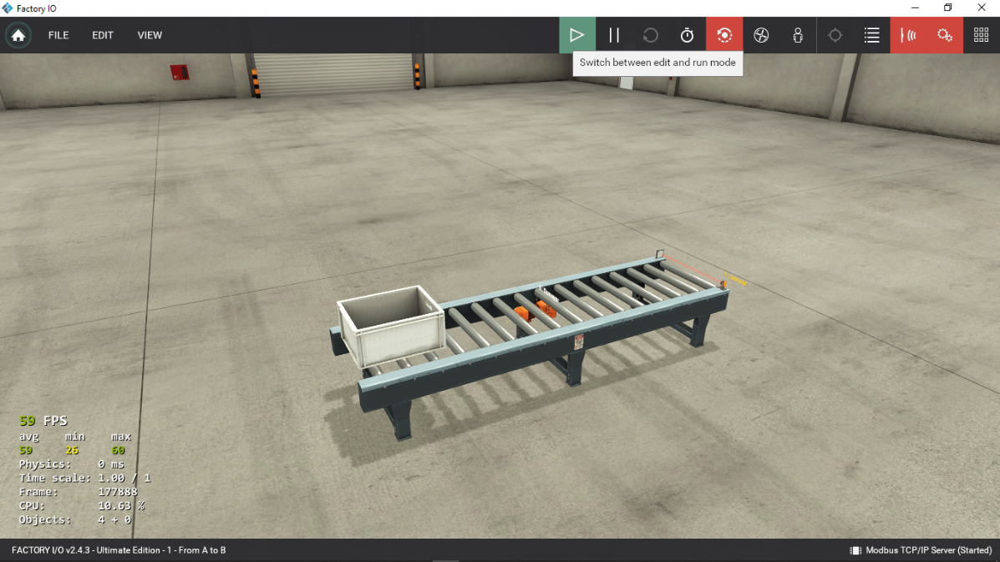 Factory IO
FILE EDIT VIEW
Switch between edit and run mode
59 FPS
avg min max
59 26 60
Physics: 0 ms
Time scale: 1.00 / 1
Frame: 177888
CPU: 10.63 %
Objects: 4 + 0
FACTORY I/O v2.4.3 - Ultimate Edition - 1 - From A to B
Modbus TCP/IP Server (Started)